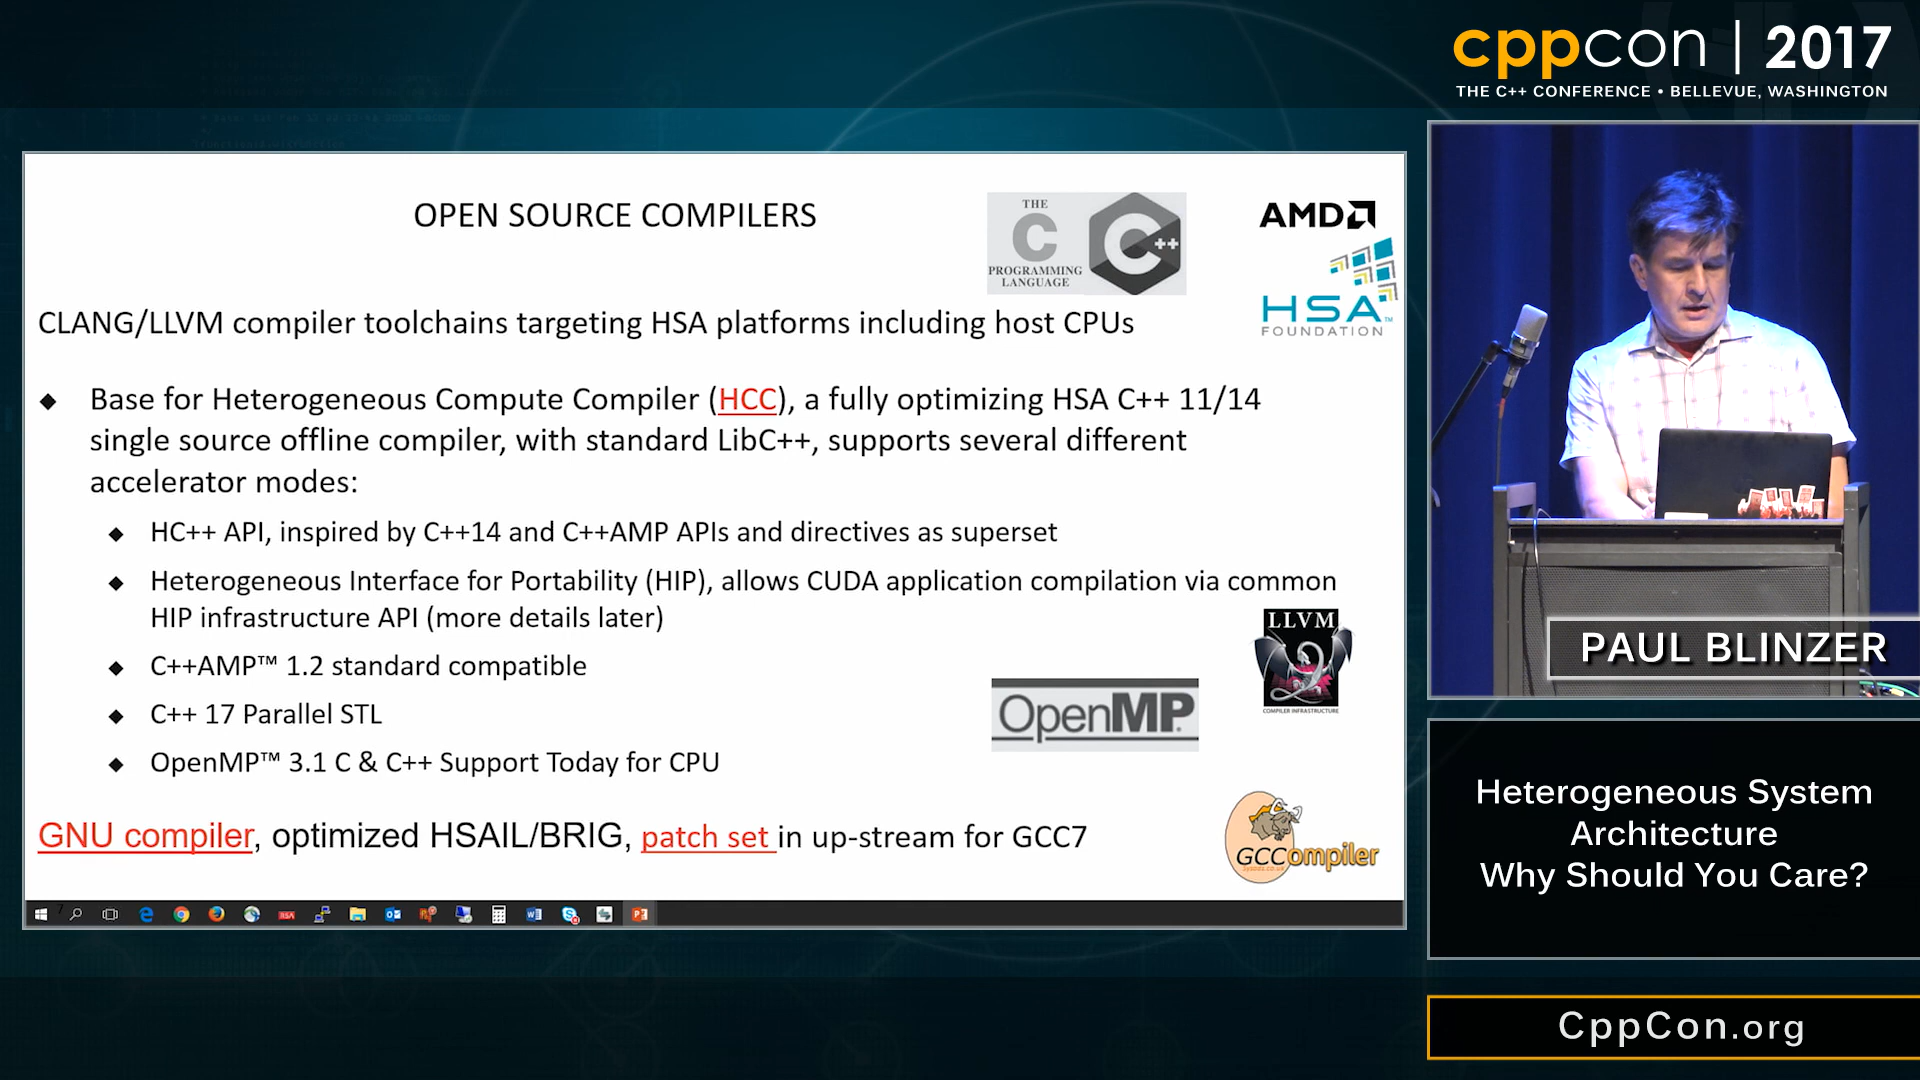 cppcon | 2017
THE C++ CONFERENCE • BELLEVUE, WASHINGTON
OPEN SOURCE COMPILERS
THE
C
PROGRAMMING
LANGUAGE
C++
AMD
HSA™
FOUNDATION
CLANG/LLVM compiler toolchains targeting HSA platforms including host CPUs
◆ Base for Heterogeneous Compute Compiler (HCC), a fully optimizing HSA C++ 11/14
single source offline compiler, with standard LibC++, supports several different
accelerator modes:
◆ HC++ API, inspired by C++14 and C++AMP APIs and directives as superset
◆ Heterogeneous Interface for Portability (HIP), allows CUDA application compilation via common
HIP infrastructure API (more details later)
◆ C++AMP™ 1.2 standard compatible
◆ C++ 17 Parallel STL
◆ OpenMP™ 3.1 C & C++ Support Today for CPU
LLVM
COMPILER INFRASTRUCTURE
OpenMP
GNU compiler, optimized HSAIL/BRIG, patch set in up-stream for GCC7
GCCompiler
7
RSA
PAUL BLINZER
Heterogeneous System
Architecture
Why Should You Care?
CppCon.org